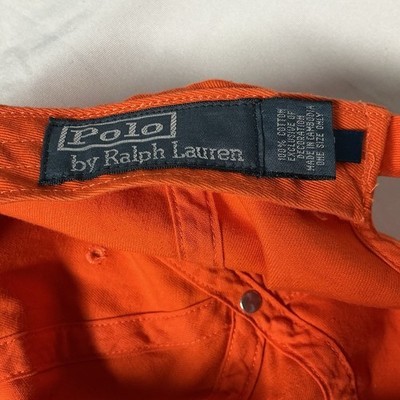 Polo
by Ralph Lauren
100% COTTON
EXCLUSIVE OF
DECORATION
MADE IN CAMBODIA
ONE SIZE ONLY